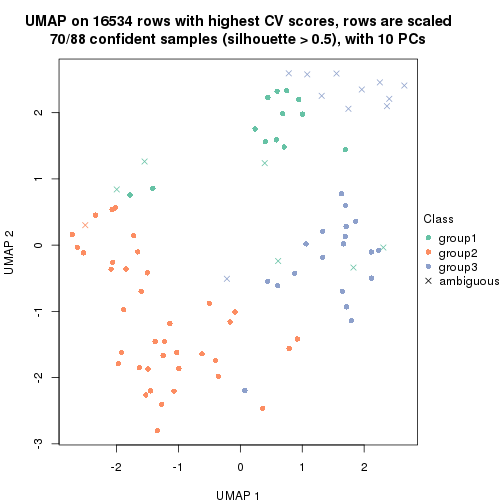 UMAP on 16534 rows with highest CV scores, rows are scaled
70/88 confident samples (silhouette > 0.5), with 10 PCs
2
1
0
-1
-2
-3
UMAP 2
-2
-1
0
1
2
UMAP 1
Class
group1
group2
group3
ambiguous